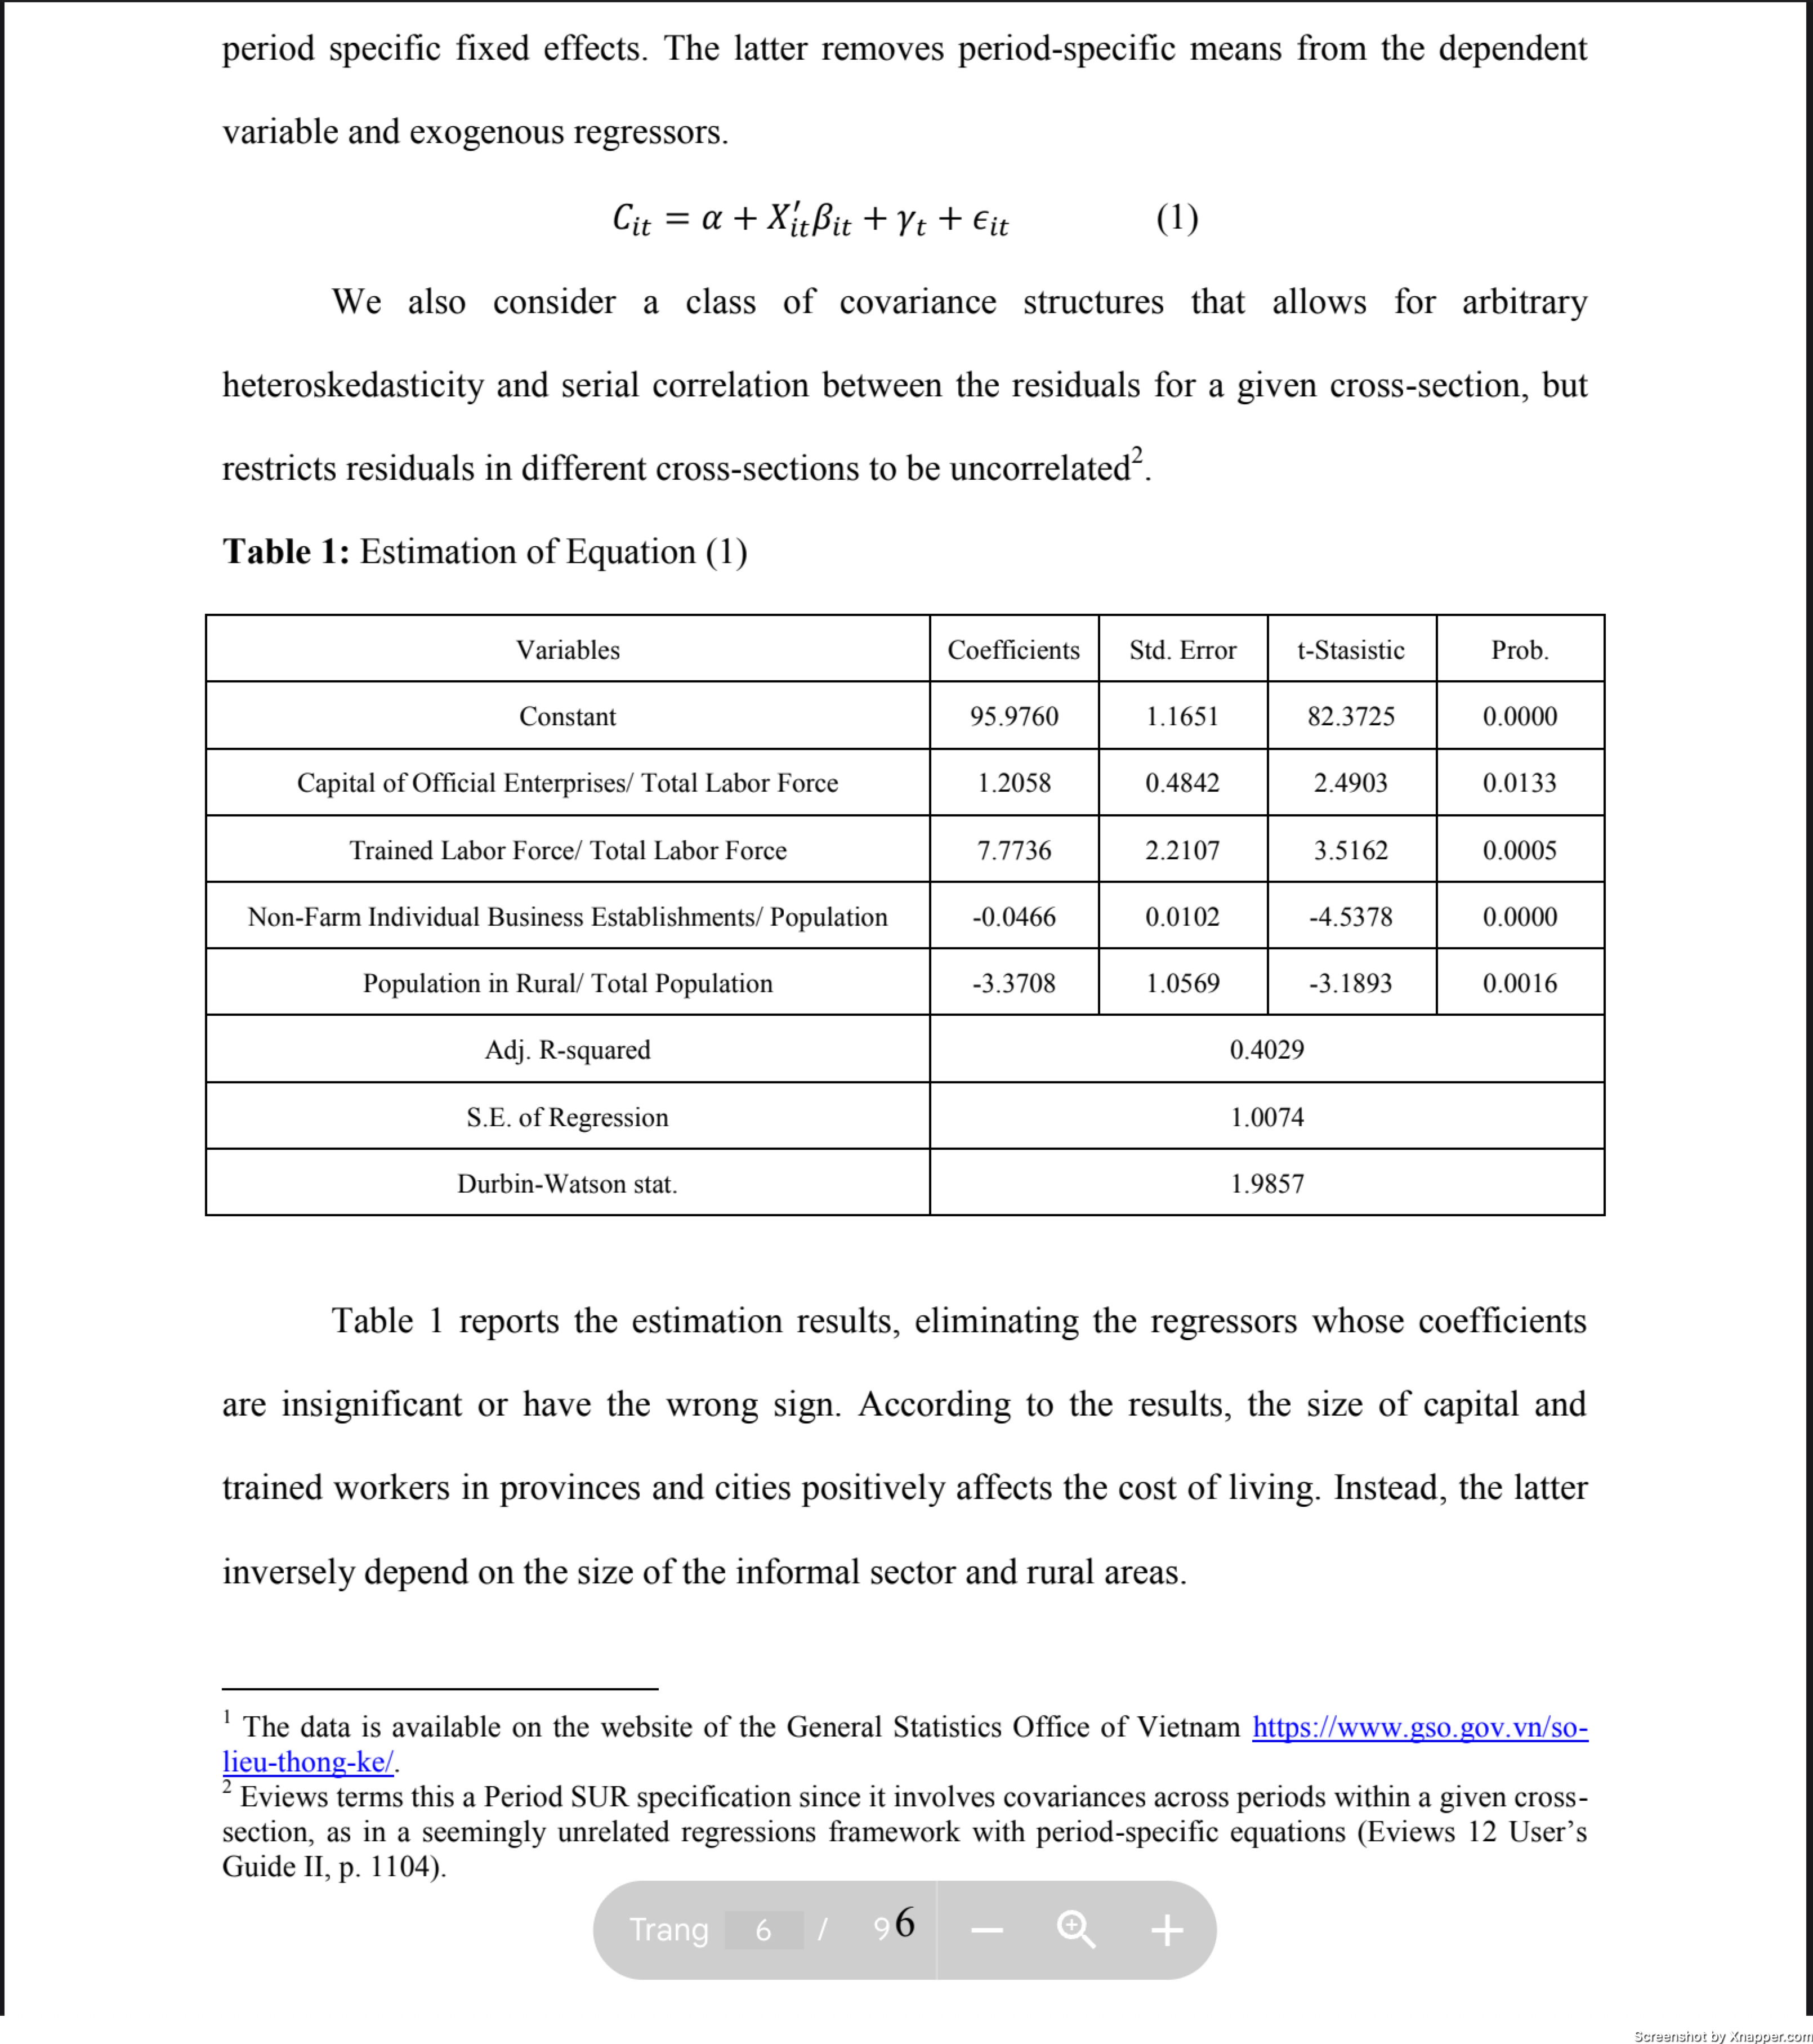 period specific fixed effects. The latter removes period-specific means from the dependent
variable and exogenous regressors.
C_it = α + X′_it β_it + γ_t + ϵ_it (1)
We also consider a class of covariance structures that allows for arbitrary
heteroskedasticity and serial correlation between the residuals for a given cross-section, but
restricts residuals in different cross-sections to be uncorrelated².
Table 1: Estimation of Equation (1)
Variables Coefficients Std. Error t-Stasistic Prob.
Constant 95.9760 1.1651 82.3725 0.0000
Capital of Official Enterprises/ Total Labor Force 1.2058 0.4842 2.4903 0.0133
Trained Labor Force/ Total Labor Force 7.7736 2.2107 3.5162 0.0005
Non-Farm Individual Business Establishments/ Population -0.0466 0.0102 -4.5378 0.0000
Population in Rural/ Total Population -3.3708 1.0569 -3.1893 0.0016
Adj. R-squared 0.4029
S.E. of Regression 1.0074
Durbin-Watson stat. 1.9857
Table 1 reports the estimation results, eliminating the regressors whose coefficients
are insignificant or have the wrong sign. According to the results, the size of capital and
trained workers in provinces and cities positively affects the cost of living. Instead, the latter
inversely depend on the size of the informal sector and rural areas.
¹ The data is available on the website of the General Statistics Office of Vietnam https://www.gso.gov.vn/so-
lieu-thong-ke/.
² Eviews terms this a Period SUR specification since it involves covariances across periods within a given cross-
section, as in a seemingly unrelated regressions framework with period-specific equations (Eviews 12 User’s
Guide II, p. 1104).
Trang 6 / 9 6 − +
Screenshot by Xnapper.com